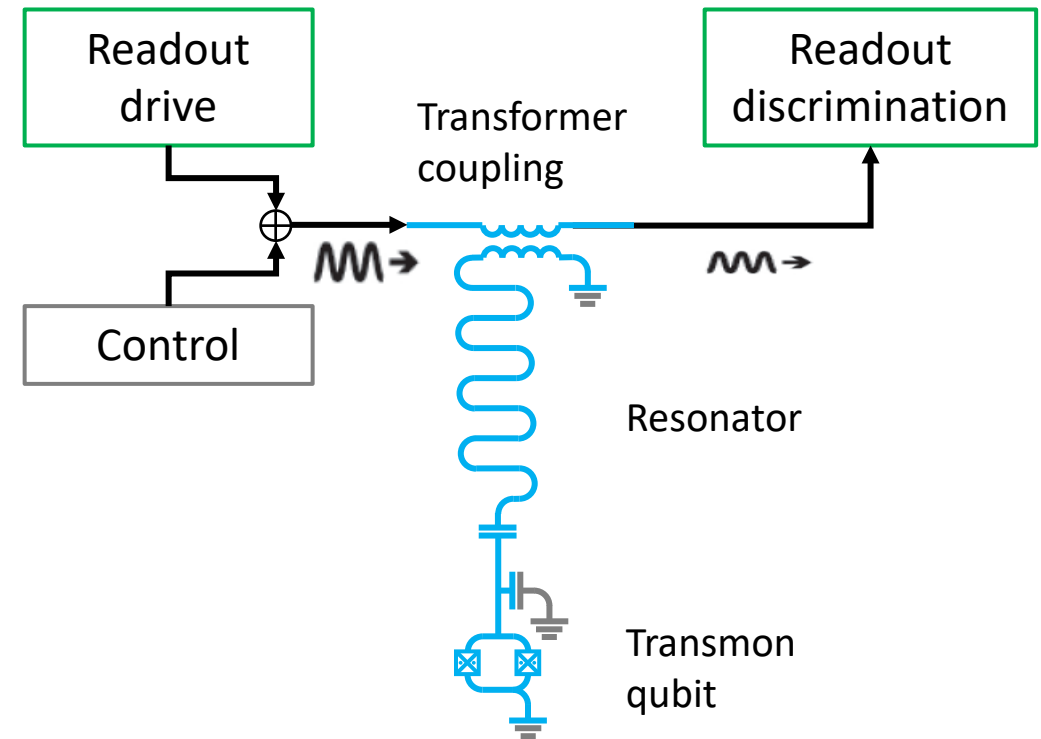 Readout
drive
Readout
discrimination
Transformer
coupling
Control
Resonator
Transmon
qubit